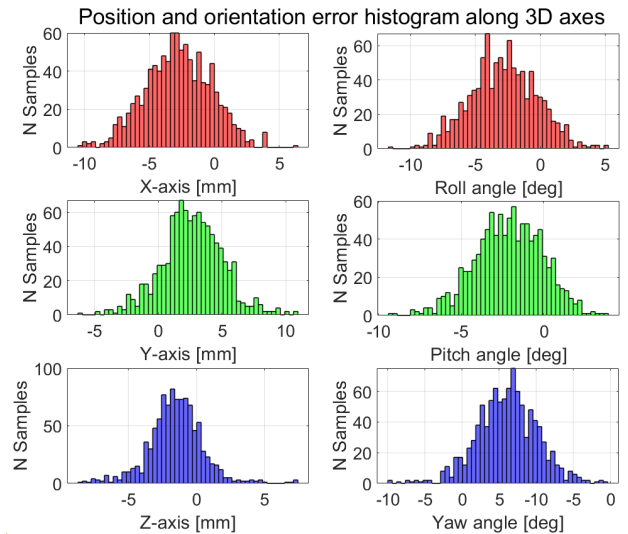 Position and orientation error histogram along 3D axes
60
40
20
0
N Samples
-10 -5 0 5
X-axis [mm]
60
40
20
0
N Samples
-10 -5 0 5
Roll angle [deg]
60
40
20
0
N Samples
-5 0 5 10
Y-axis [mm]
60
40
20
0
N Samples
-10 -5 0
Pitch angle [deg]
100
50
0
N Samples
-5 0 5
Z-axis [mm]
60
40
20
0
N Samples
-10 -5 0 5 -10 -5 0
Yaw angle [deg]